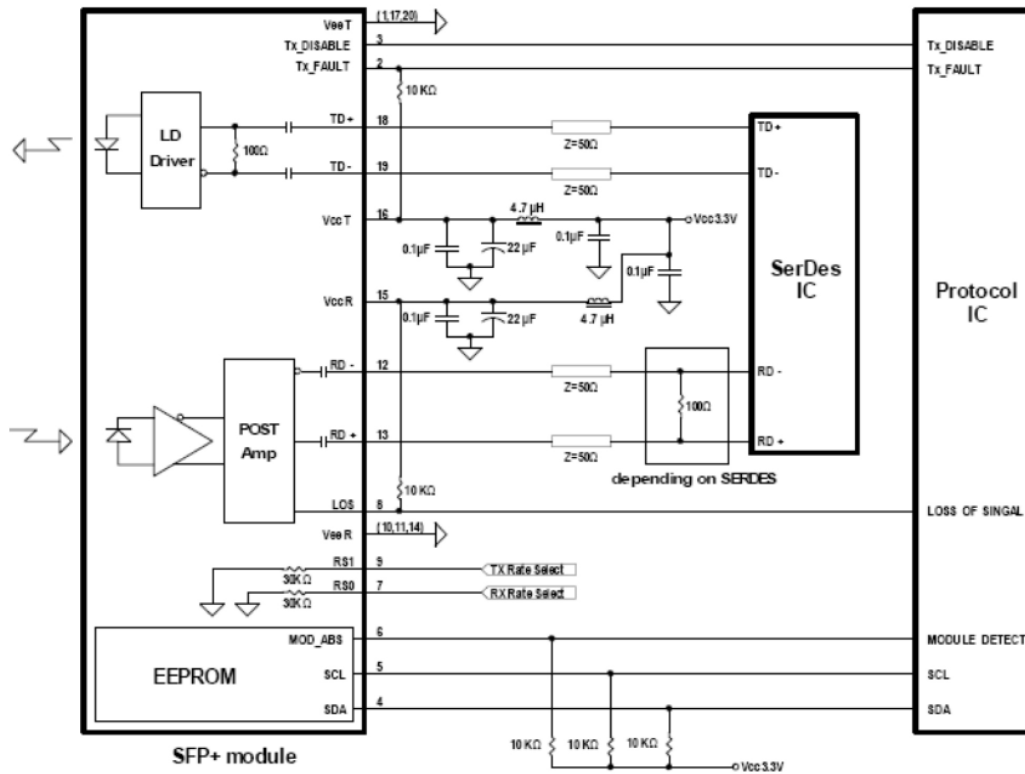 VeeT (1,17,20)
Tx_DISABLE 3 Tx_DISABLE
Tx_FAULT 2 Tx_FAULT
10 KΩ
LD
Driver
100Ω
TD+ 18 Z=50Ω TD+
TD- 19 Z=50Ω TD-
VccT 16 4.7 µH Vcc3.3V
0.1µF 22 µF 0.1µF 0.1µF
SerDes
IC
Protocol
IC
VccR 15
0.1µF 22 µF 4.7 µH
RD - 12 Z=50Ω RD -
100Ω
POST
Amp
RD + 13 Z=50Ω RD +
depending on SERDES
10 KΩ
LOS 8 LOSS OF SINGAL
VeeR (10,11,14)
RS1 9 TX Rate Select
30KΩ
RS0 7 RX Rate Select
30KΩ
EEPROM
MOD_ABS 6 MODULE DETECT
SCL 5 SCL
SDA 4 SDA
10 KΩ 10 KΩ 10 KΩ
Vcc3.3V
SFP+ module